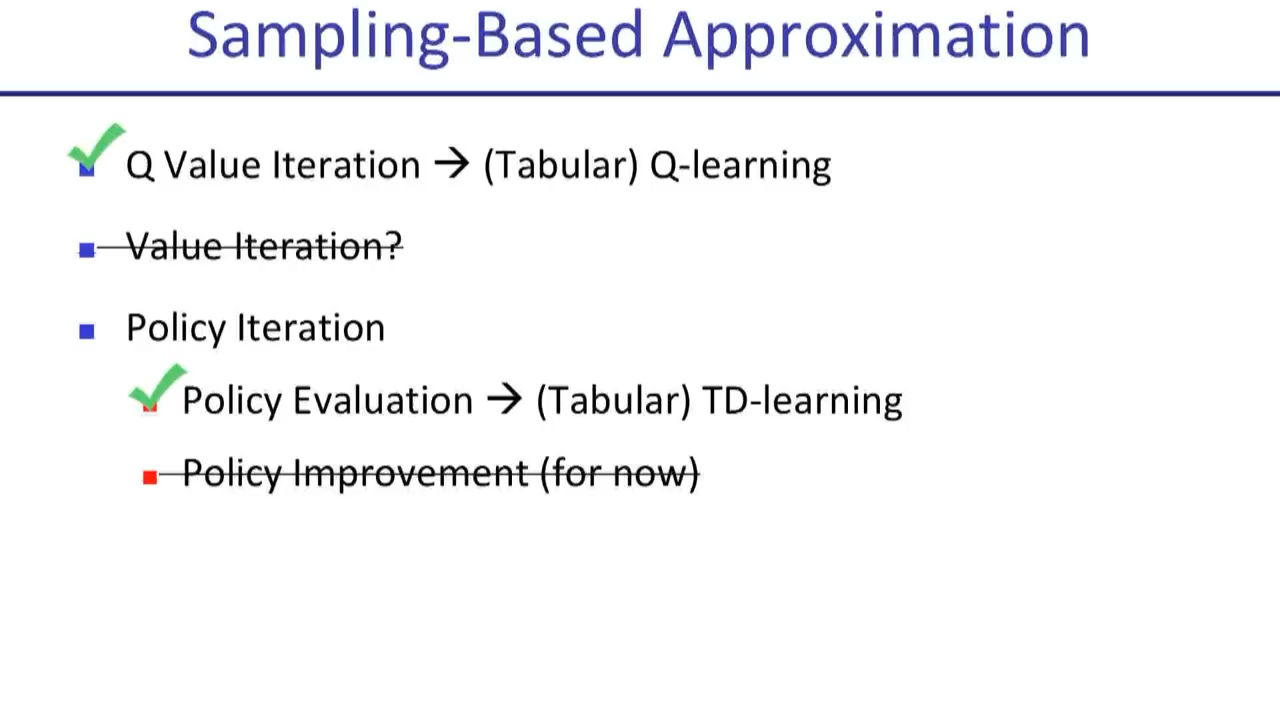 Sampling-Based Approximation
Q Value Iteration → (Tabular) Q-learning
Value Iteration?
Policy Iteration
Policy Evaluation → (Tabular) TD-learning
Policy Improvement (for now)